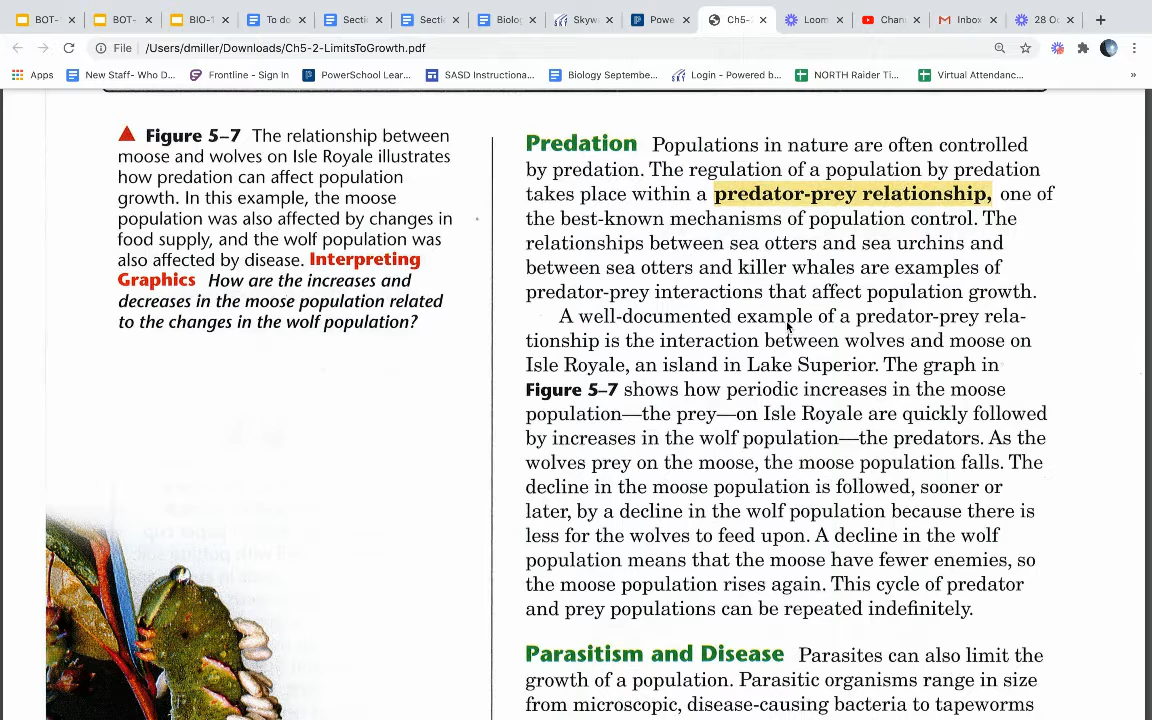 BOT-
BOT-
BIO-1
To do
Secti
Secti
Biolog
Skyw
Powe
Ch5-
Loom
Chan
Inbox
28 Oc
File
/Users/dmiller/Downloads/Ch5-2-LimitsToGrowth.pdf
Apps
New Staff- Who D...
Frontline - Sign In
PowerSchool Lear...
SASD Instructiona...
Biology Septembe...
Login - Powered b...
NORTH Raider Ti...
Virtual Attendanc...
»
Figure 5–7 The relationship between
moose and wolves on Isle Royale illustrates
how predation can affect population
growth. In this example, the moose
population was also affected by changes in
food supply, and the wolf population was
also affected by disease. Interpreting
Graphics How are the increases and
decreases in the moose population related
to the changes in the wolf population?
Predation Populations in nature are often controlled
by predation. The regulation of a population by predation
takes place within a predator-prey relationship, one of
the best-known mechanisms of population control. The
relationships between sea otters and sea urchins and
between sea otters and killer whales are examples of
predator-prey interactions that affect population growth.
A well-documented example of a predator-prey rela-
tionship is the interaction between wolves and moose on
Isle Royale, an island in Lake Superior. The graph in
Figure 5–7 shows how periodic increases in the moose
population—the prey—on Isle Royale are quickly followed
by increases in the wolf population—the predators. As the
wolves prey on the moose, the moose population falls. The
decline in the moose population is followed, sooner or
later, by a decline in the wolf population because there is
less for the wolves to feed upon. A decline in the wolf
population means that the moose have fewer enemies, so
the moose population rises again. This cycle of predator
and prey populations can be repeated indefinitely.
Parasitism and Disease Parasites can also limit the
growth of a population. Parasitic organisms range in size
from microscopic, disease-causing bacteria to tapeworms